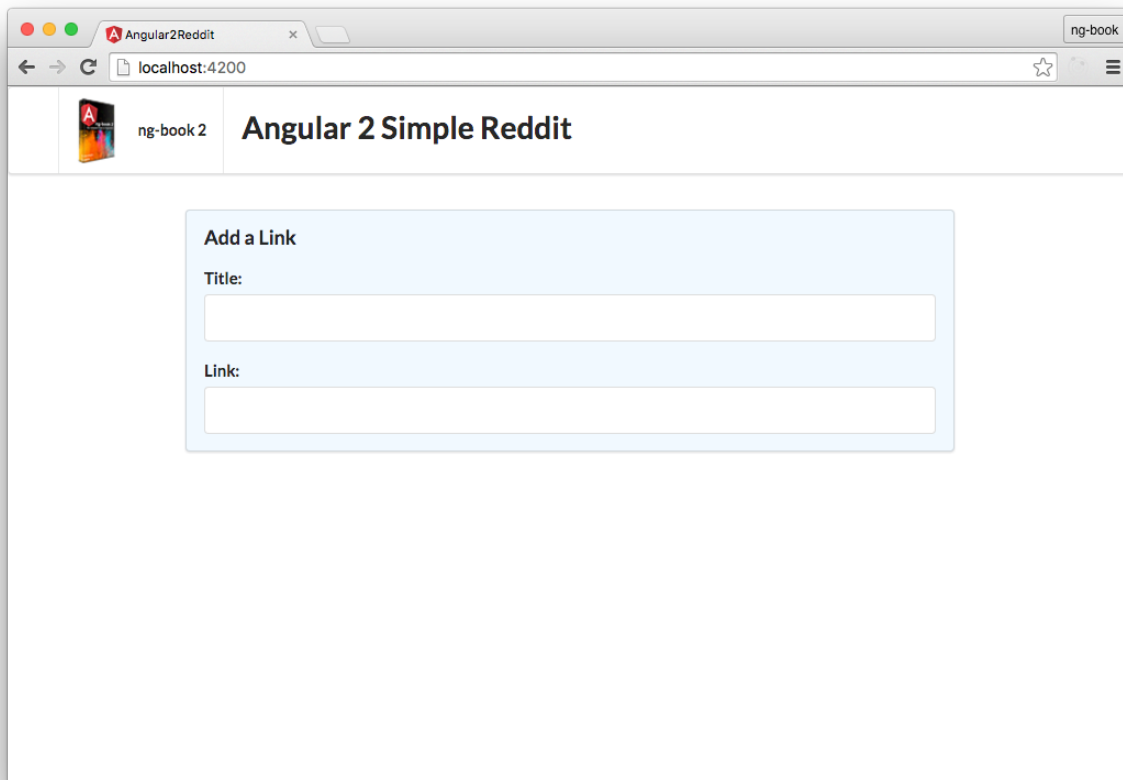 Angular2Reddit
ng-book
localhost:4200
ng-book 2
Angular 2 Simple Reddit
Add a Link
Title:
Link: